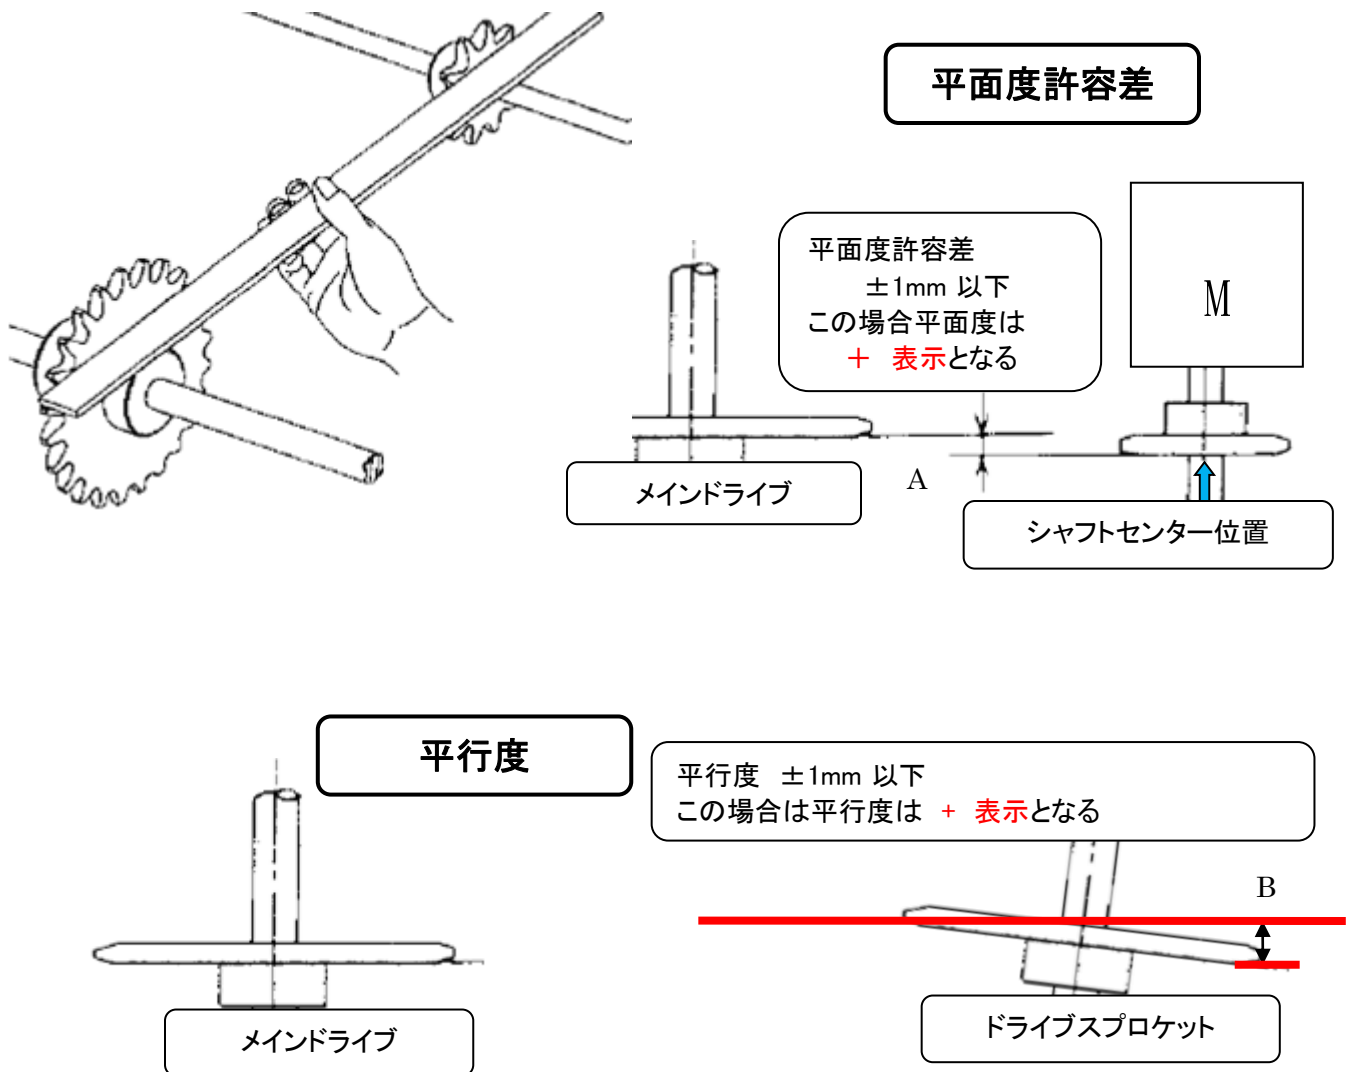 平面度許容差
平面度許容差
±1mm 以下
この場合平面度は
＋ 表示となる
M
メインドライブ
A
シャフトセンター位置
平行度
平行度 ±1mm 以下
この場合は平行度は + 表示となる
B
メインドライブ
ドライブスプロケット